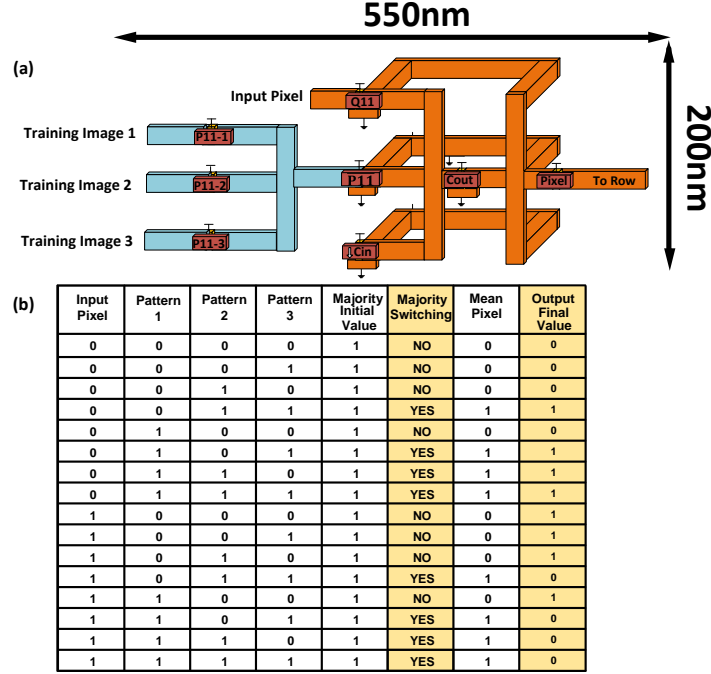 550nm
200nm
(a)
Input Pixel
Q11
Training Image 1
P11-1
Training Image 2
P11-2
P11
Cout
Pixel
To Row
Training Image 3
P11-3
↓Cin
(b)
Input Pixel | Pattern 1 | Pattern 2 | Pattern 3 | Majority Initial Value | Majority Switching | Mean Pixel | Output Final Value
0 0 0 0 1 NO 0 0
0 0 0 1 1 NO 0 0
0 0 1 0 1 NO 0 0
0 0 1 1 1 YES 1 1
0 1 0 0 1 NO 0 0
0 1 0 1 1 YES 1 1
0 1 1 0 1 YES 1 1
0 1 1 1 1 YES 1 1
1 0 0 0 1 NO 0 1
1 0 0 1 1 NO 0 1
1 0 1 0 1 NO 0 1
1 0 1 1 1 YES 1 0
1 1 0 0 1 NO 0 1
1 1 0 1 1 YES 1 0
1 1 1 0 1 YES 1 0
1 1 1 1 1 YES 1 0